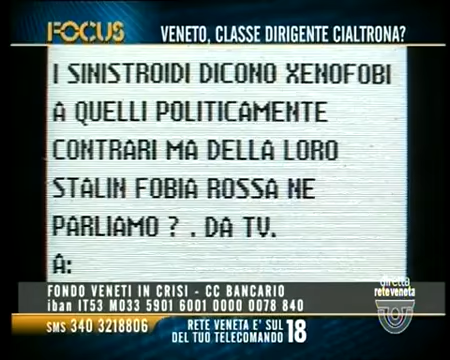 FOCUS
VENETO, CLASSE DIRIGENTE CIALTRONA?
I SINISTROIDI DICONO XENOFOBI
A QUELLI POLITICAMENTE
CONTRARI MA DELLA LORO
STALIN FOBIA ROSSA NE
PARLIAMO ? . DA TV.
A:
diretta
reteveneta
FONDO VENETI IN CRISI - CC BANCARIO
iban IT53 M033 5901 6001 0000 0078 840
SMS 340 3218806
RETE VENETA E' SUL 18
DEL TUO TELECOMANDO